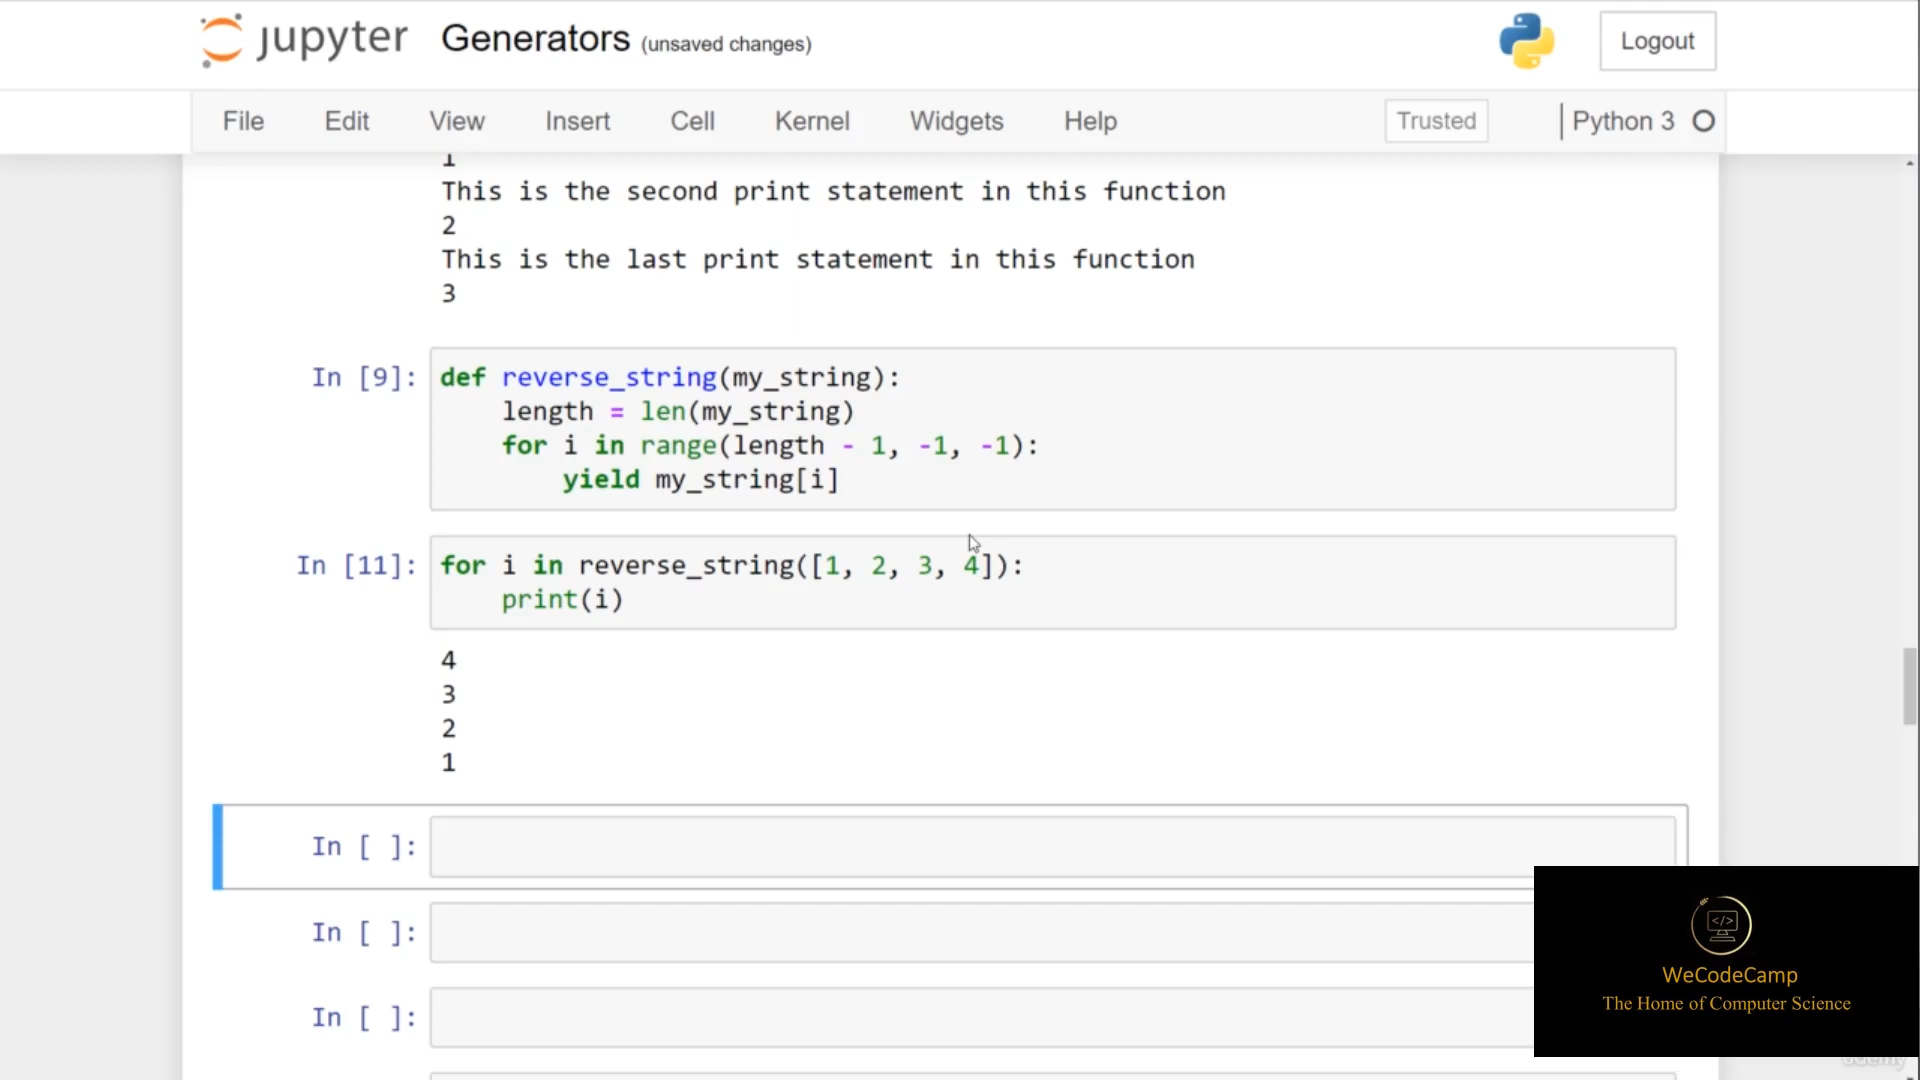 jupyter Generators (unsaved changes) Logout
File Edit View Insert Cell Kernel Widgets Help Trusted Python 3
1
This is the second print statement in this function
2
This is the last print statement in this function
3
In [9]: def reverse_string(my_string):
length = len(my_string)
for i in range(length - 1, -1, -1):
yield my_string[i]
In [11]: for i in reverse_string([1, 2, 3, 4]):
print(i)
4
3
2
1
In [ ]:
In [ ]:
In [ ]:
</>
WeCodeCamp
The Home of Computer Science
udemy